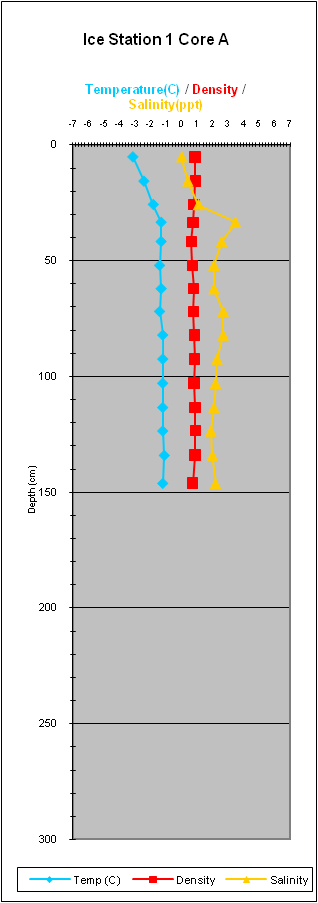 Ice Station 1 Core A
Temperature(C) / Density /
Salinity(ppt)
-7 -6 -5 -4 -3 -2 -1 0 1 2 3 4 5 6 7
0
50
100
150
200
250
300
Depth (cm)
Temp (C) Density Salinity